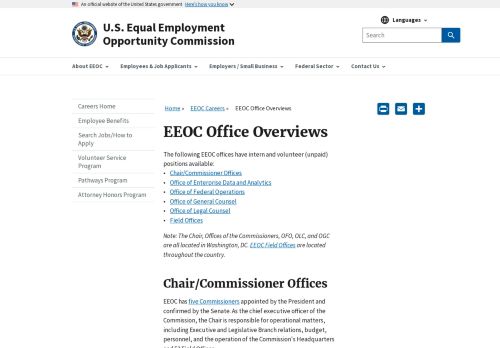 An official website of the United States government Here's how you know
U.S. Equal Employment
Opportunity Commission
Languages
Search
About EEOC
Employees & Job Applicants
Employers / Small Business
Federal Sector
Contact Us
Careers Home
Employee Benefits
Search Jobs/How to
Apply
Volunteer Service
Program
Pathways Program
Attorney Honors Program
Home » EEOC Careers » EEOC Office Overviews
EEOC Office Overviews
The following EEOC offices have intern and volunteer (unpaid)
positions available:
• Chair/Commissioner Offices
• Office of Enterprise Data and Analytics
• Office of Federal Operations
• Office of General Counsel
• Office of Legal Counsel
• Field Offices
Note: The Chair, Offices of the Commissioners, OFO, OLC, and OGC
are all located in Washington, DC. EEOC Field Offices are located
throughout the country.
Chair/Commissioner Offices
EEOC has five Commissioners appointed by the President and
confirmed by the Senate. As the chief executive officer of the
Commission, the Chair is responsible for operational matters,
including Executive and Legislative Branch relations, budget,
personnel, and the operation of the Commission's Headquarters